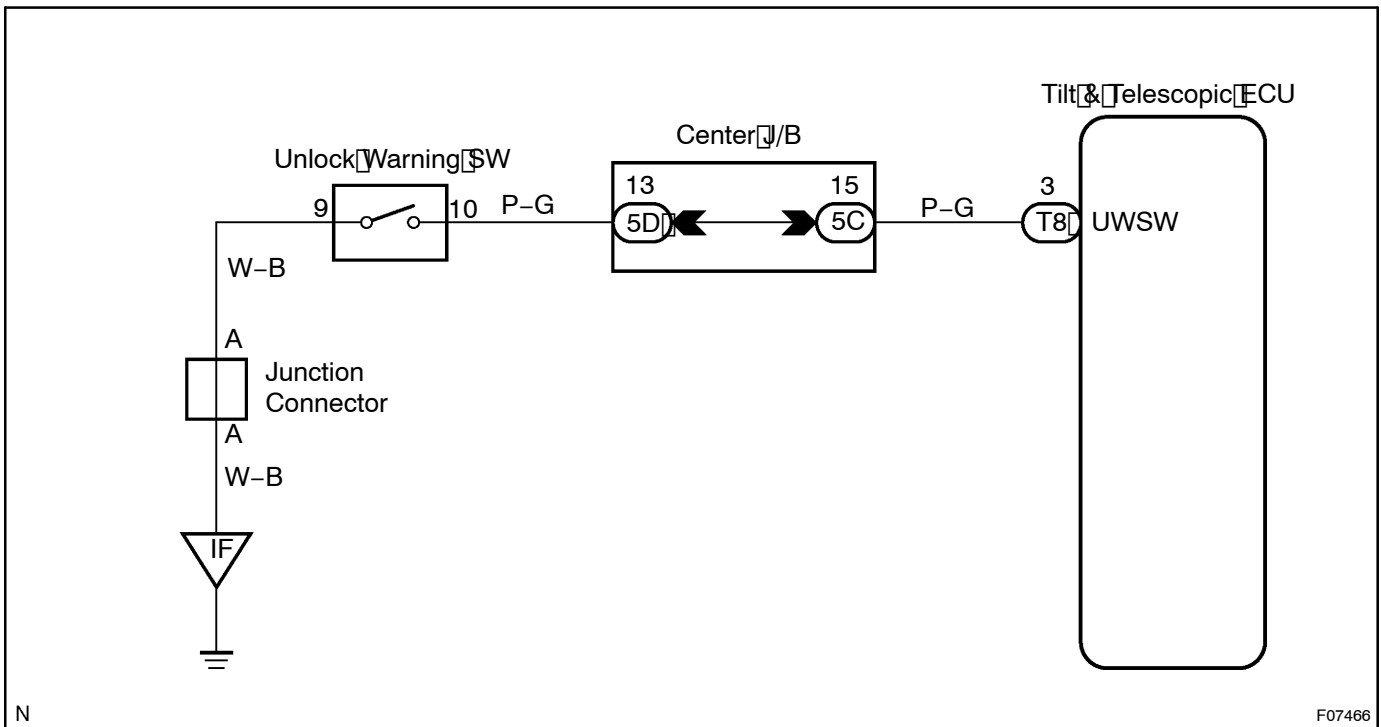 Tilt & Telescopic ECU
Center J/B
Unlock Warning SW
13
15
3
9
10
P−G
5D
5C
P−G
T8
UWSW
W−B
A
Junction
Connector
A
W−B
IF
N
F07466